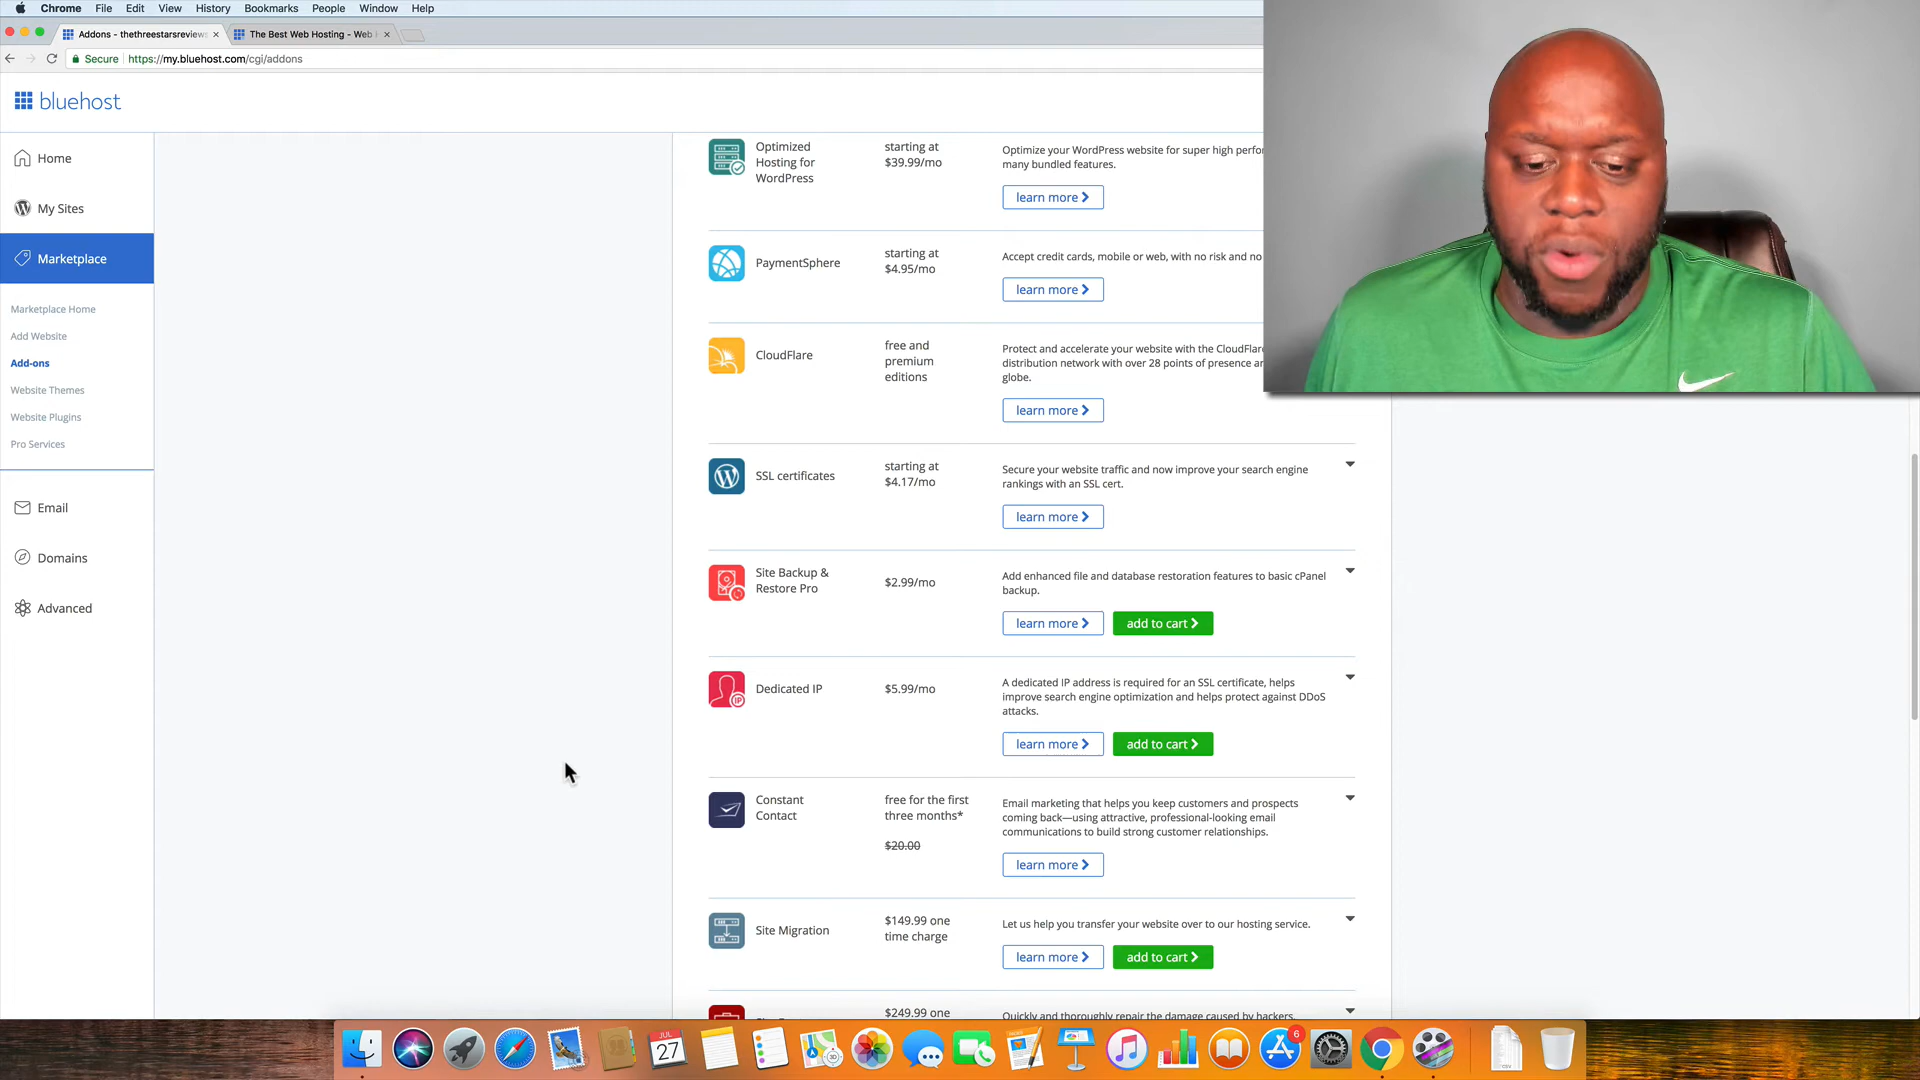 Chrome File Edit View History Bookmarks People Window Help
Addons - thethreestarsreviews
The Best Web Hosting - Web
Secure https://my.bluehost.com/cgi/addons
bluehost
Home
My Sites
Marketplace
Marketplace Home
Add Website
Add-ons
Website Themes
Website Plugins
Pro Services
Email
Domains
Advanced
Optimized
Hosting for
WordPress
starting at
$39.99/mo
Optimize your WordPress website for super high
many bundled features.
learn more
PaymentSphere
starting at
$4.95/mo
Accept credit cards, mobile or web, with no risk and no
learn more
CloudFlare
free and
premium
editions
Protect and accelerate your website with the CloudFlare
distribution network with over 28 points of presence
globe.
learn more
SSL certificates
starting at
$4.17/mo
Secure your website traffic and now improve your search engine
rankings with an SSL cert.
learn more
Site Backup &
Restore Pro
$2.99/mo
Add enhanced file and database restoration features to basic cPanel
backup.
learn more
add to cart
Dedicated IP
$5.99/mo
A dedicated IP address is required for an SSL certificate, helps
improve search engine optimization and helps protect against DDoS
attacks.
learn more
add to cart
Constant
Contact
free for the first
three months*
$20.00
Email marketing that helps you keep customers and prospects
coming back—using attractive, professional-looking email
communications to build strong customer relationships.
learn more
Site Migration
$149.99 one
time charge
Let us help you transfer your website over to our hosting service.
learn more
add to cart
$249.99 one
Quickly and thoroughly repair the damage caused by hackers.
IP
JUL
27
3D
6